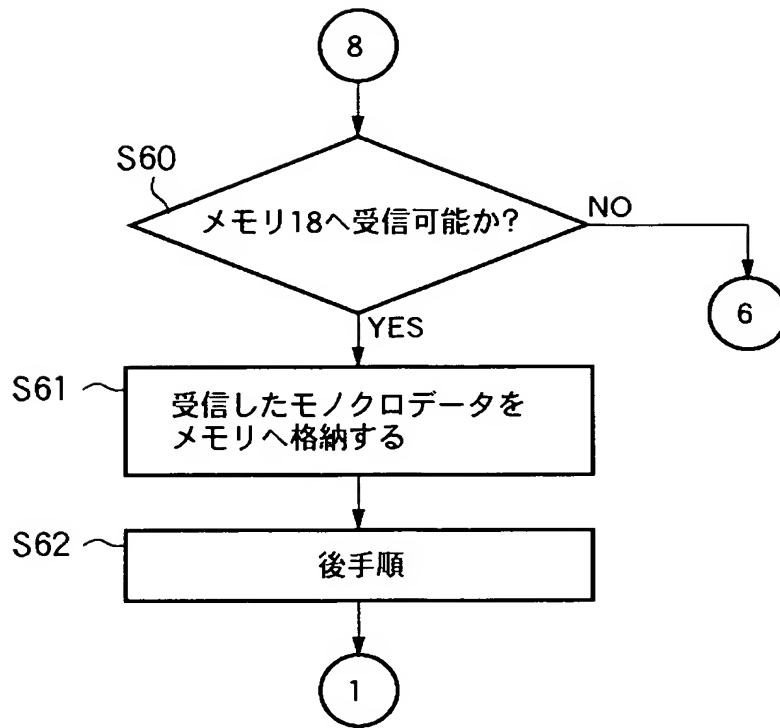 8
S60
メモリ18へ受信可能か?
NO
6
YES
S61
受信したモノクロデータを
メモリへ格納する
S62
後手順
1